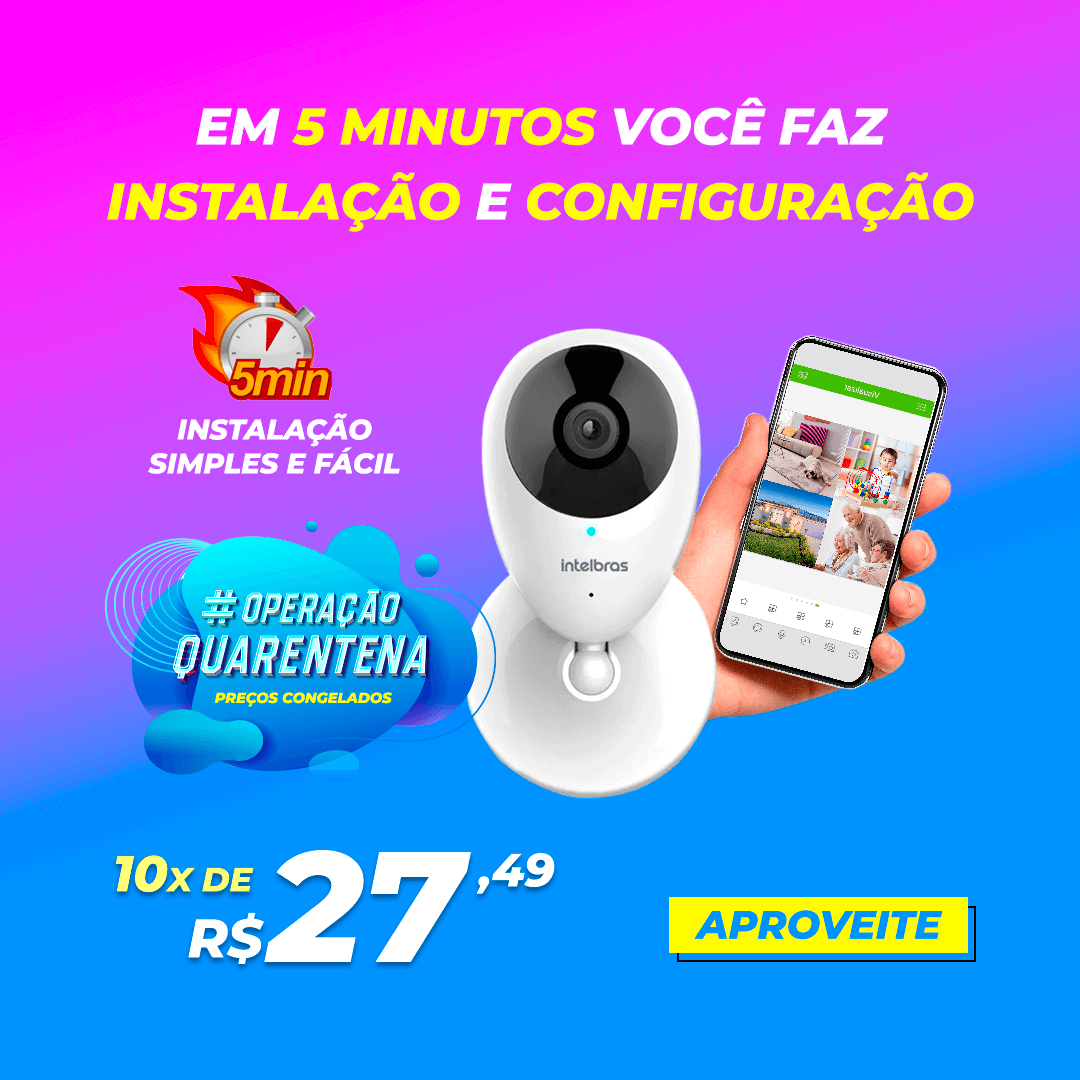 EM 5 MINUTOS VOCÊ FAZ
INSTALAÇÃO E CONFIGURAÇÃO
5min
INSTALAÇÃO
SIMPLES E FÁCIL
Visualizar
intelbras
#OPERAÇÃO
QUARENTENA
PREÇOS CONGELADOS
10X DE
R$27,49
APROVEITE